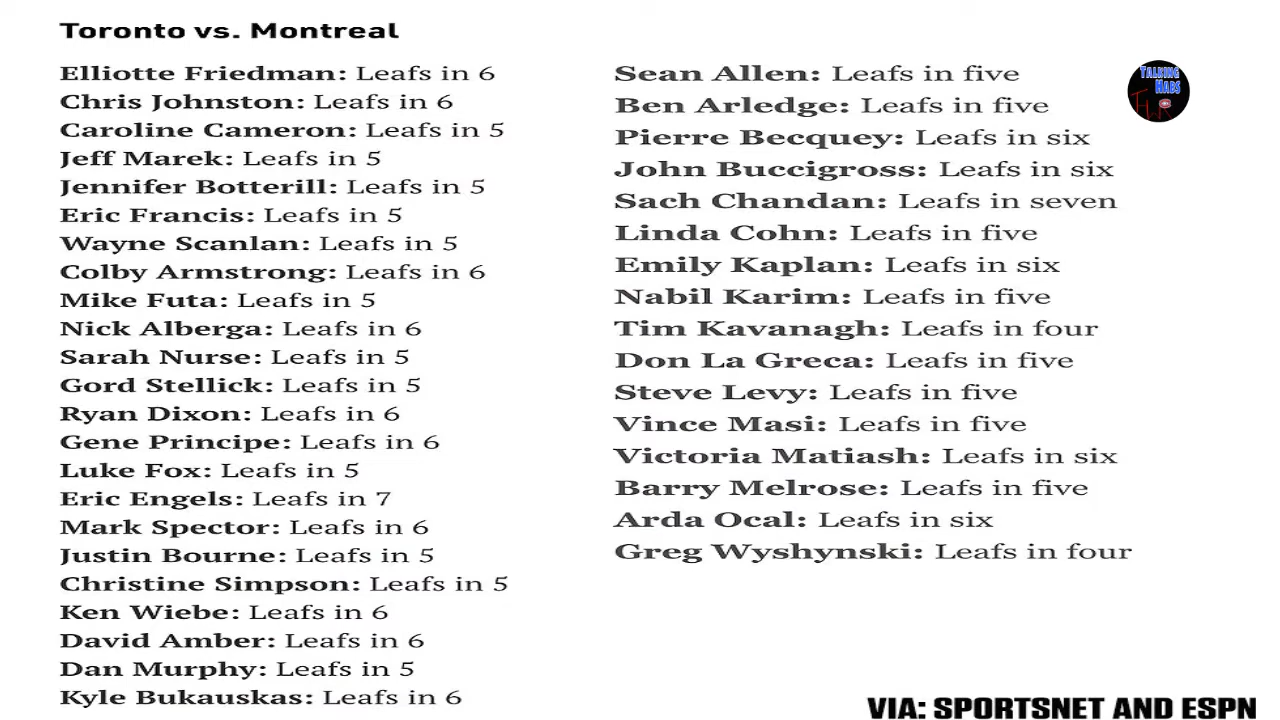 Toronto vs. Montreal
Elliotte Friedman: Leafs in 6
Chris Johnston: Leafs in 6
Caroline Cameron: Leafs in 5
Jeff Marek: Leafs in 5
Jennifer Botterill: Leafs in 5
Eric Francis: Leafs in 5
Wayne Scanlan: Leafs in 5
Colby Armstrong: Leafs in 6
Mike Futa: Leafs in 5
Nick Alberga: Leafs in 6
Sarah Nurse: Leafs in 5
Gord Stellick: Leafs in 5
Ryan Dixon: Leafs in 6
Gene Principe: Leafs in 6
Luke Fox: Leafs in 5
Eric Engels: Leafs in 7
Mark Spector: Leafs in 6
Justin Bourne: Leafs in 5
Christine Simpson: Leafs in 5
Ken Wiebe: Leafs in 6
David Amber: Leafs in 6
Dan Murphy: Leafs in 5
Kyle Bukauskas: Leafs in 6
Sean Allen: Leafs in five
Ben Arledge: Leafs in five
Pierre Becquey: Leafs in six
John Buccigross: Leafs in six
Sach Chandan: Leafs in seven
Linda Cohn: Leafs in five
Emily Kaplan: Leafs in six
Nabil Karim: Leafs in five
Tim Kavanagh: Leafs in four
Don La Greca: Leafs in five
Steve Levy: Leafs in five
Vince Masi: Leafs in five
Victoria Matiash: Leafs in six
Barry Melrose: Leafs in five
Arda Ocal: Leafs in six
Greg Wyshynski: Leafs in four
TALKING
HABS
VIA: SPORTSNET AND ESPN